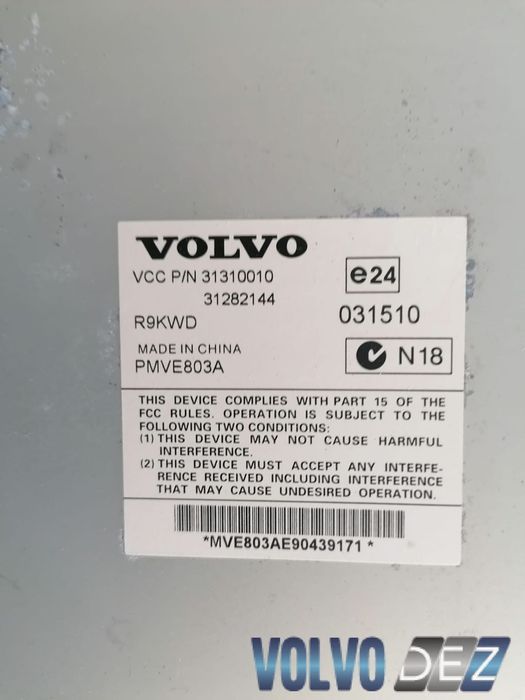 VOLVO
VCC P/N 31310010
31282144
e24
R9KWD
031510
MADE IN CHINA
PMVE803A
N18
THIS DEVICE COMPLIES WITH PART 15 OF THE
FCC RULES. OPERATION IS SUBJECT TO THE
FOLLOWING TWO CONDITIONS:
(1) THIS DEVICE MAY NOT CAUSE HARMFUL
INTERFERENCE.
(2) THIS DEVICE MUST ACCEPT ANY INTERFE-
RENCE RECEIVED INCLUDING INTERFERENCE
THAT MAY CAUSE UNDESIRED OPERATION.
*MVE803AE90439171*
VOLVO DEZ